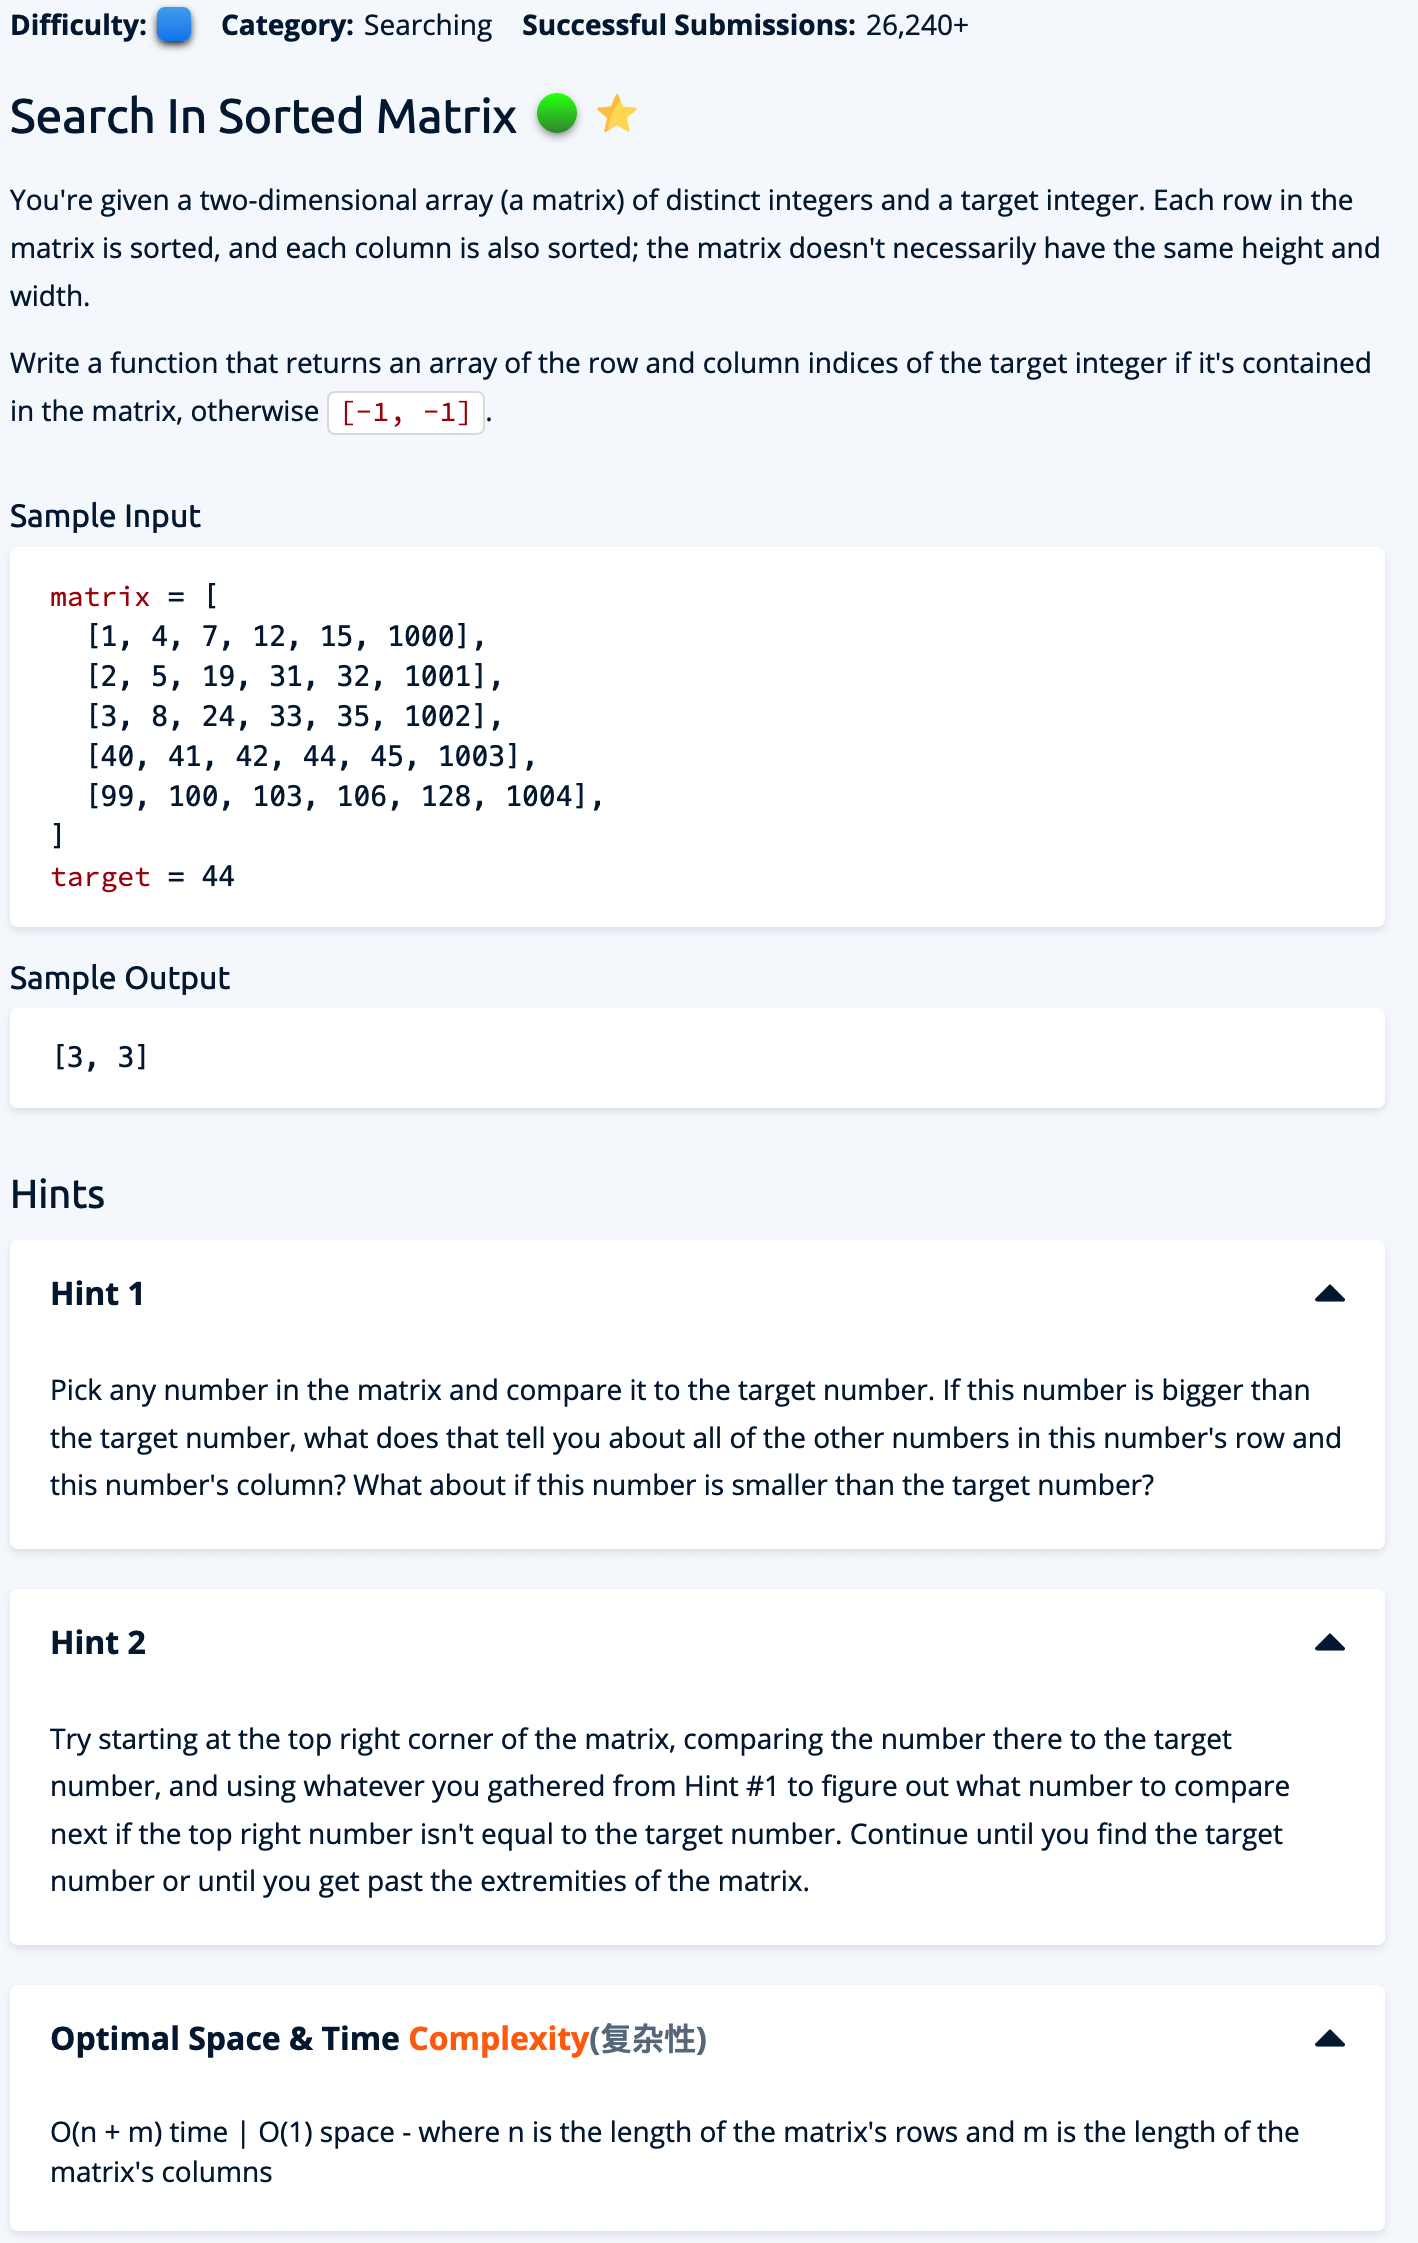 Difficulty: Category: Searching Successful Submissions: 26,240+
Search In Sorted Matrix
You're given a two-dimensional array (a matrix) of distinct integers and a target integer. Each row in the
matrix is sorted, and each column is also sorted; the matrix doesn't necessarily have the same height and
width.
Write a function that returns an array of the row and column indices of the target integer if it's contained
in the matrix, otherwise [-1, -1].
Sample Input
matrix = [
  [1, 4, 7, 12, 15, 1000],
  [2, 5, 19, 31, 32, 1001],
  [3, 8, 24, 33, 35, 1002],
  [40, 41, 42, 44, 45, 1003],
  [99, 100, 103, 106, 128, 1004],
]
target = 44
Sample Output
[3, 3]
Hints
Hint 1
Pick any number in the matrix and compare it to the target number. If this number is bigger than
the target number, what does that tell you about all of the other numbers in this number's row and
this number's column? What about if this number is smaller than the target number?
Hint 2
Try starting at the top right corner of the matrix, comparing the number there to the target
number, and using whatever you gathered from Hint #1 to figure out what number to compare
next if the top right number isn't equal to the target number. Continue until you find the target
number or until you get past the extremities of the matrix.
Optimal Space & Time Complexity(复杂性)
O(n + m) time | O(1) space - where n is the length of the matrix's rows and m is the length of the
matrix's columns